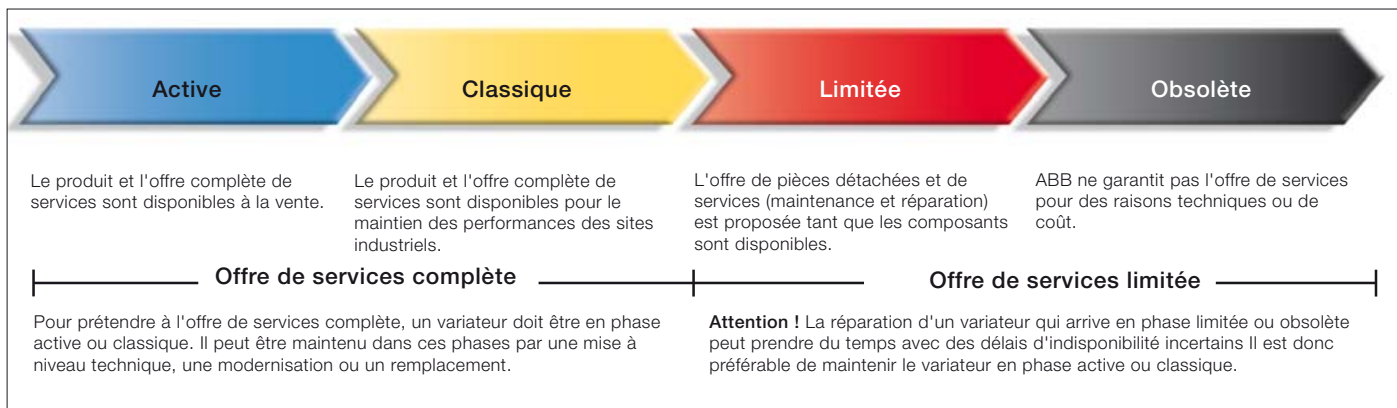 Active
Classique
Limitée
Obsolète
Le produit et l'offre complète de
services sont disponibles à la vente.
Le produit et l'offre complète de
services sont disponibles pour le
maintien des performances des sites
industriels.
L'offre de pièces détachées et de
services (maintenance et réparation)
est proposée tant que les composants
sont disponibles.
ABB ne garantit pas l'offre de services
pour des raisons techniques ou de
coût.
Offre de services complète
Offre de services limitée
Pour prétendre à l'offre de services complète, un variateur doit être en phase
active ou classique. Il peut être maintenu dans ces phases par une mise à
niveau technique, une modernisation ou un remplacement.
Attention ! La réparation d'un variateur qui arrive en phase limitée ou obsolète
peut prendre du temps avec des délais d'indisponibilité incertains Il est donc
préférable de maintenir le variateur en phase active ou classique.